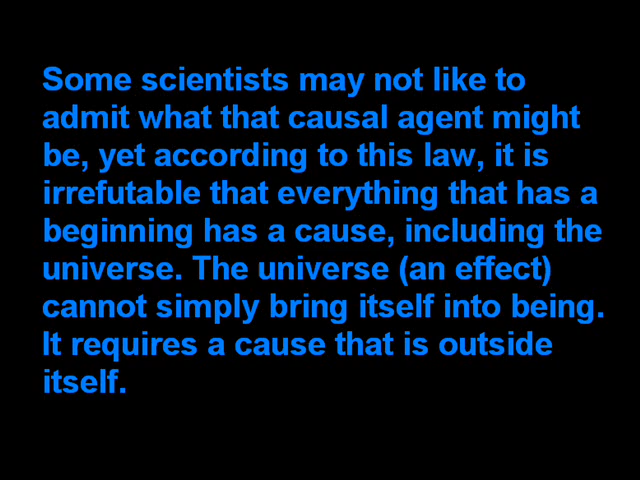 Some scientists may not like to
admit what that causal agent might
be, yet according to this law, it is
irrefutable that everything that has a
beginning has a cause, including the
universe. The universe (an effect)
cannot simply bring itself into being.
It requires a cause that is outside
itself.